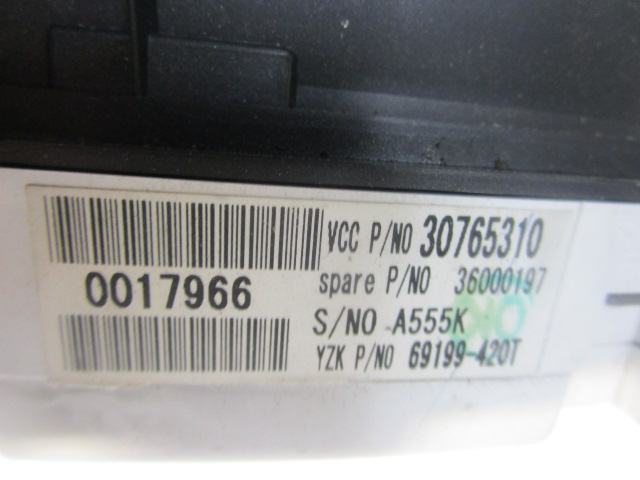 VCC P/NO 30765310
0017966
spare P/NO 36000197
S/NO A555K
YZK P/NO 69199-420T